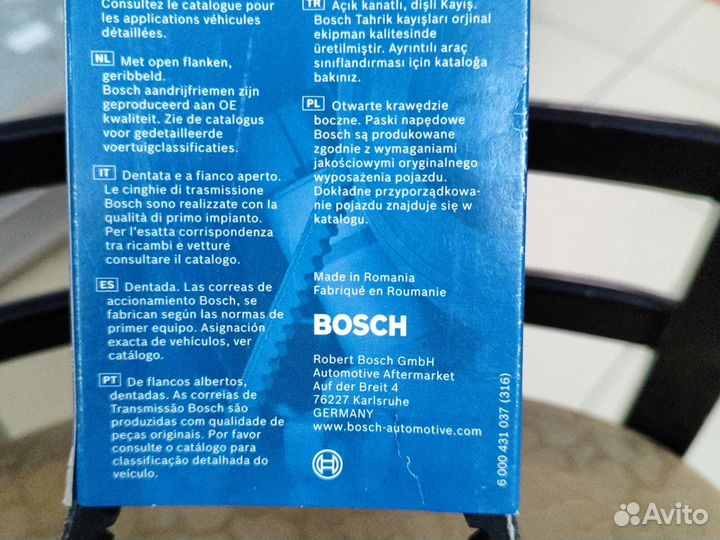 Consultez le catalogue pour
les applications véhicules
détaillées.
NL Met open flanken,
geribbeld.
Bosch aandrijfriemen zijn
geproduceerd aan OE
kwaliteit. Zie de catalogus
voor gedetailleerde
voertuigclassificaties.
IT Dentata e a fianco aperto.
Le cinghie di trasmissione
Bosch sono realizzate con la
qualità di primo impianto.
Per l'esatta corrispondenza
tra ricambi e vetture
consultare il catalogo.
ES Dentada. Las correas de
accionamiento Bosch, se
fabrican según las normas de
primer equipo. Asignación
exacta de vehículos, ver
catálogo.
PT De flancos albertos,
dentadas. As correias de
Transmissão Bosch são
produzidas com qualidade de
peças originais. Por favor
consulte o catálogo para
classificação detalhada do
veículo.
TR Açık kanatlı, dişli Kayış.
Bosch Tahrik kayışları orjinal
ekipman kalitesinde
üretilmiştir. Ayrıntılı araç
sınıflandırması için kataloğa
bakınız.
PL Otwarte krawędzie
boczne. Paski napędowe
Bosch są produkowane
zgodnie z wymaganiami
jakościowymi oryginalnego
wyposażenia pojazdu.
Dokładne przyporządkowa-
nie pojazdu znajduje się w
katalogu.
Made in Romania
Fabriqué en Roumanie
BOSCH
Robert Bosch GmbH
Automotive Aftermarket
Auf der Breit 4
76227 Karlsruhe
GERMANY
www.bosch-automotive.com
6 000 431 037 (316)
Avito